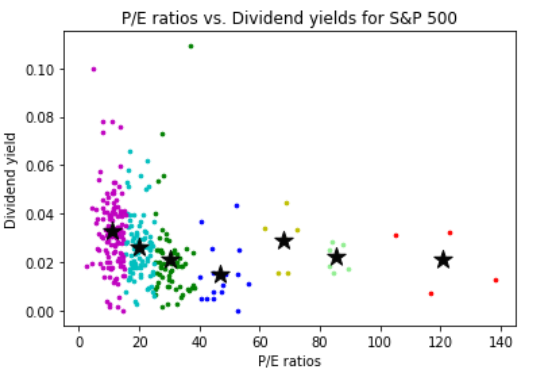 P/E ratios vs. Dividend yields for S&P 500
0.10
0.08
0.06
0.04
0.02
0.00
Dividend yield
0 20 40 60 80 100 120 140
P/E ratios